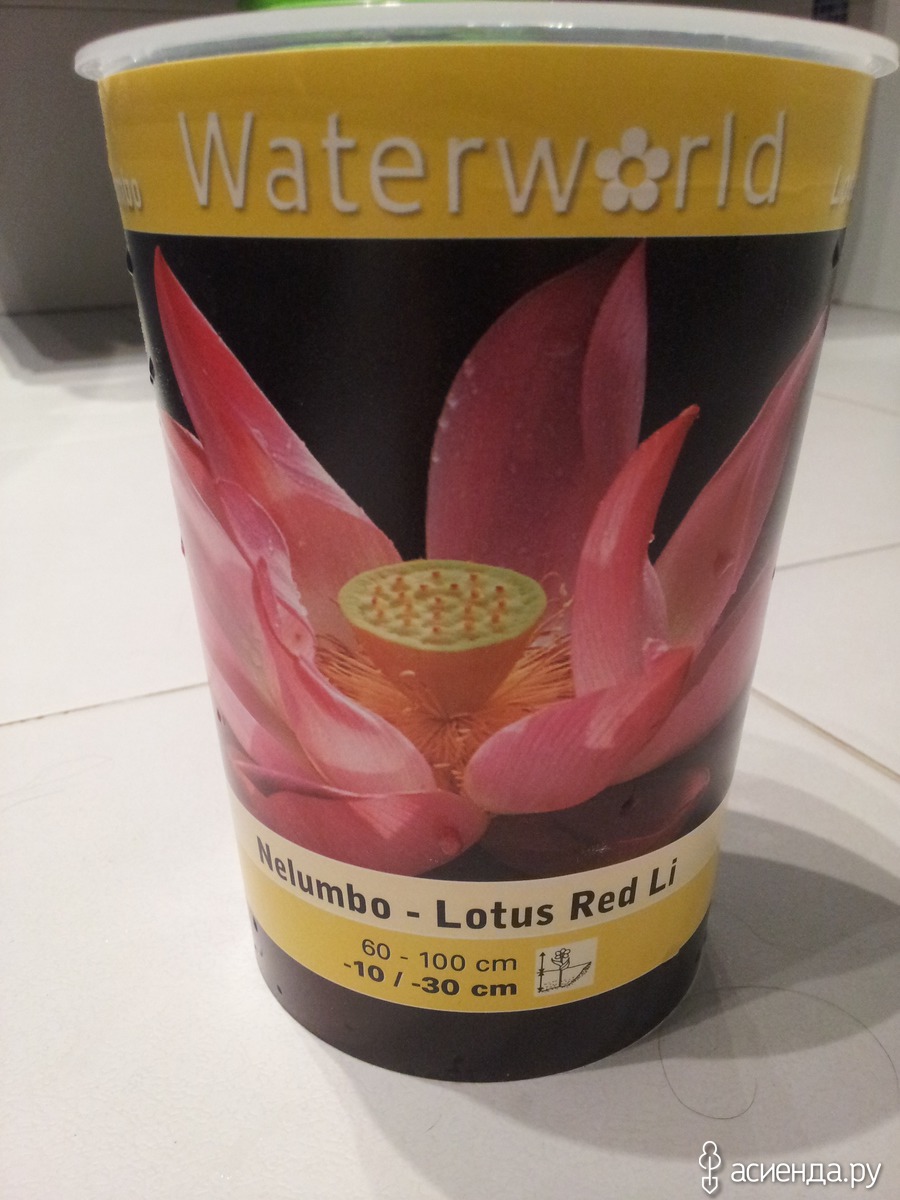 Waterworld
Nelumbo - Lotus Red Li
60 - 100 cm
-10 / -30 cm
асиенда.ру